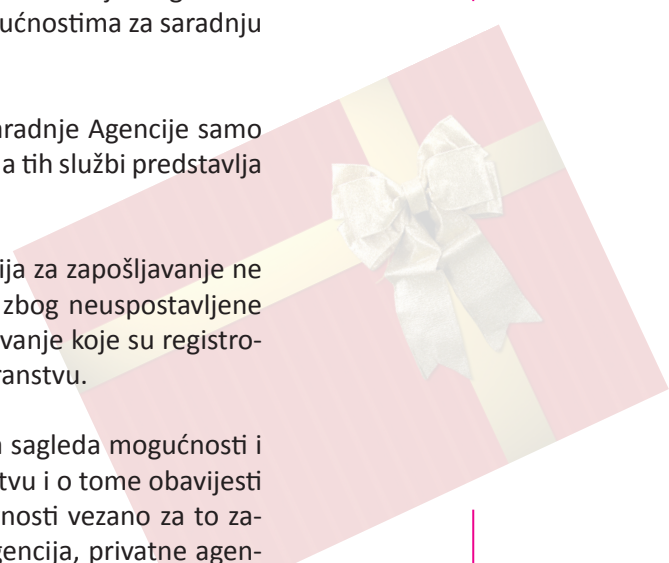 ućnostima za saradnju
aradnje Agencije samo
a tih službi predstavlja
ija za zapošljavanje ne
zbog neuspostavljene
vanje koje su registro-
ranstvu.
sagleda mogućnosti i
tvu i o tome obavijesti
nosti vezano za to za-
gencija, privatne agen-